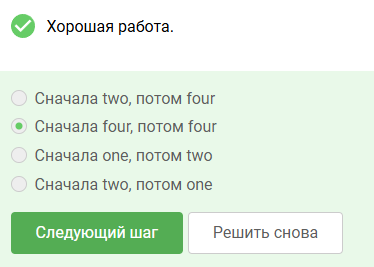 Хорошая работа.
Сначала two, потом four
Сначала four, потом four
Сначала one, потом two
Сначала two, потом one
Следующий шаг
Решить снова